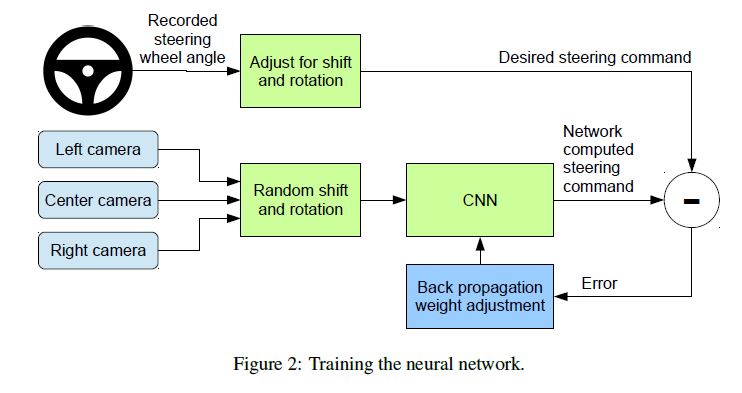 Recorded
steering
wheel angle
Adjust for shift
and rotation
Desired steering command
Left camera
Center camera
Right camera
Random shift
and rotation
CNN
Network
computed
steering
command
-
Back propagation
weight adjustment
Error
Figure 2: Training the neural network.